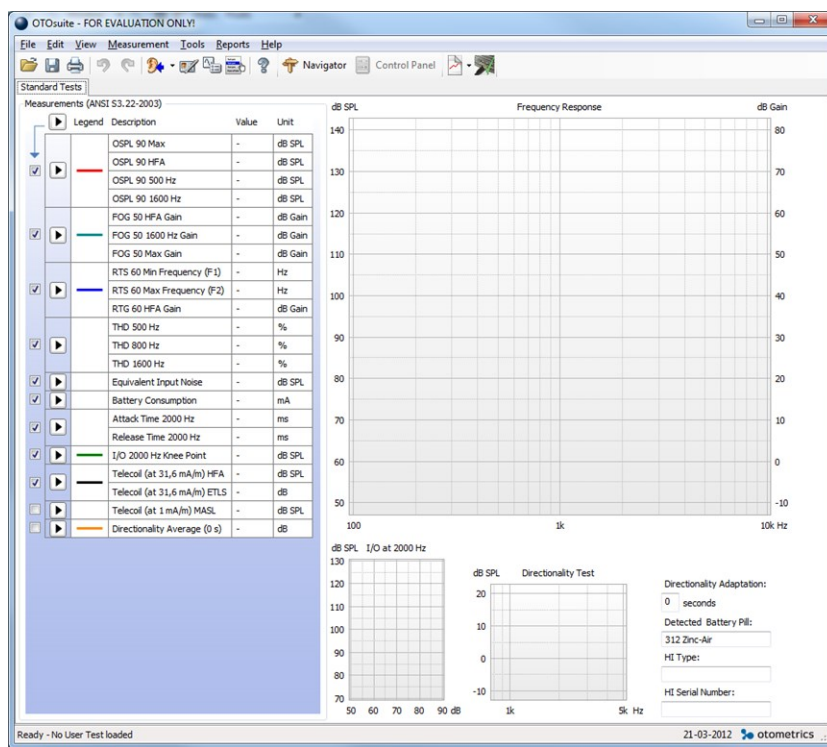 OTOsuite - FOR EVALUATION ONLY!
File Edit View Measurement Tools Reports Help
Navigator Control Panel
Standard Tests
Measurements (ANSI S3.22-2003)
Legend Description Value Unit
OSPL 90 Max - dB SPL
OSPL 90 HFA - dB SPL
OSPL 90 500 Hz - dB SPL
OSPL 90 1600 Hz - dB SPL
FOG 50 HFA Gain - dB Gain
FOG 50 1600 Hz Gain - dB Gain
FOG 50 Max Gain - dB Gain
RTS 60 Min Frequency (F1) - Hz
RTS 60 Max Frequency (F2) - Hz
RTG 60 HFA Gain - dB Gain
THD 500 Hz - %
THD 800 Hz - %
THD 1600 Hz - %
Equivalent Input Noise - dB SPL
Battery Consumption - mA
Attack Time 2000 Hz - ms
Release Time 2000 Hz - ms
I/O 2000 Hz Knee Point - dB SPL
Telecoil (at 31,6 mA/m) HFA - dB SPL
Telecoil (at 31,6 mA/m) ETLS - dB
Telecoil (at 1 mA/m) MASL - dB SPL
Directionality Average (0 s) - dB
dB SPL Frequency Response dB Gain
140 80
130 70
120 60
110 50
100 40
90 30
80 20
70 10
60 0
50 -10
100 1k 10k Hz
dB SPL I/O at 2000 Hz
130
120
110
100
90
80
70
50 60 70 80 90 dB
dB SPL Directionality Test
20
10
0
-10
1k 5k Hz
Directionality Adaptation:
0 seconds
Detected Battery Pill:
312 Zinc-Air
HI Type:
HI Serial Number:
Ready - No User Test loaded
21-03-2012 otometrics